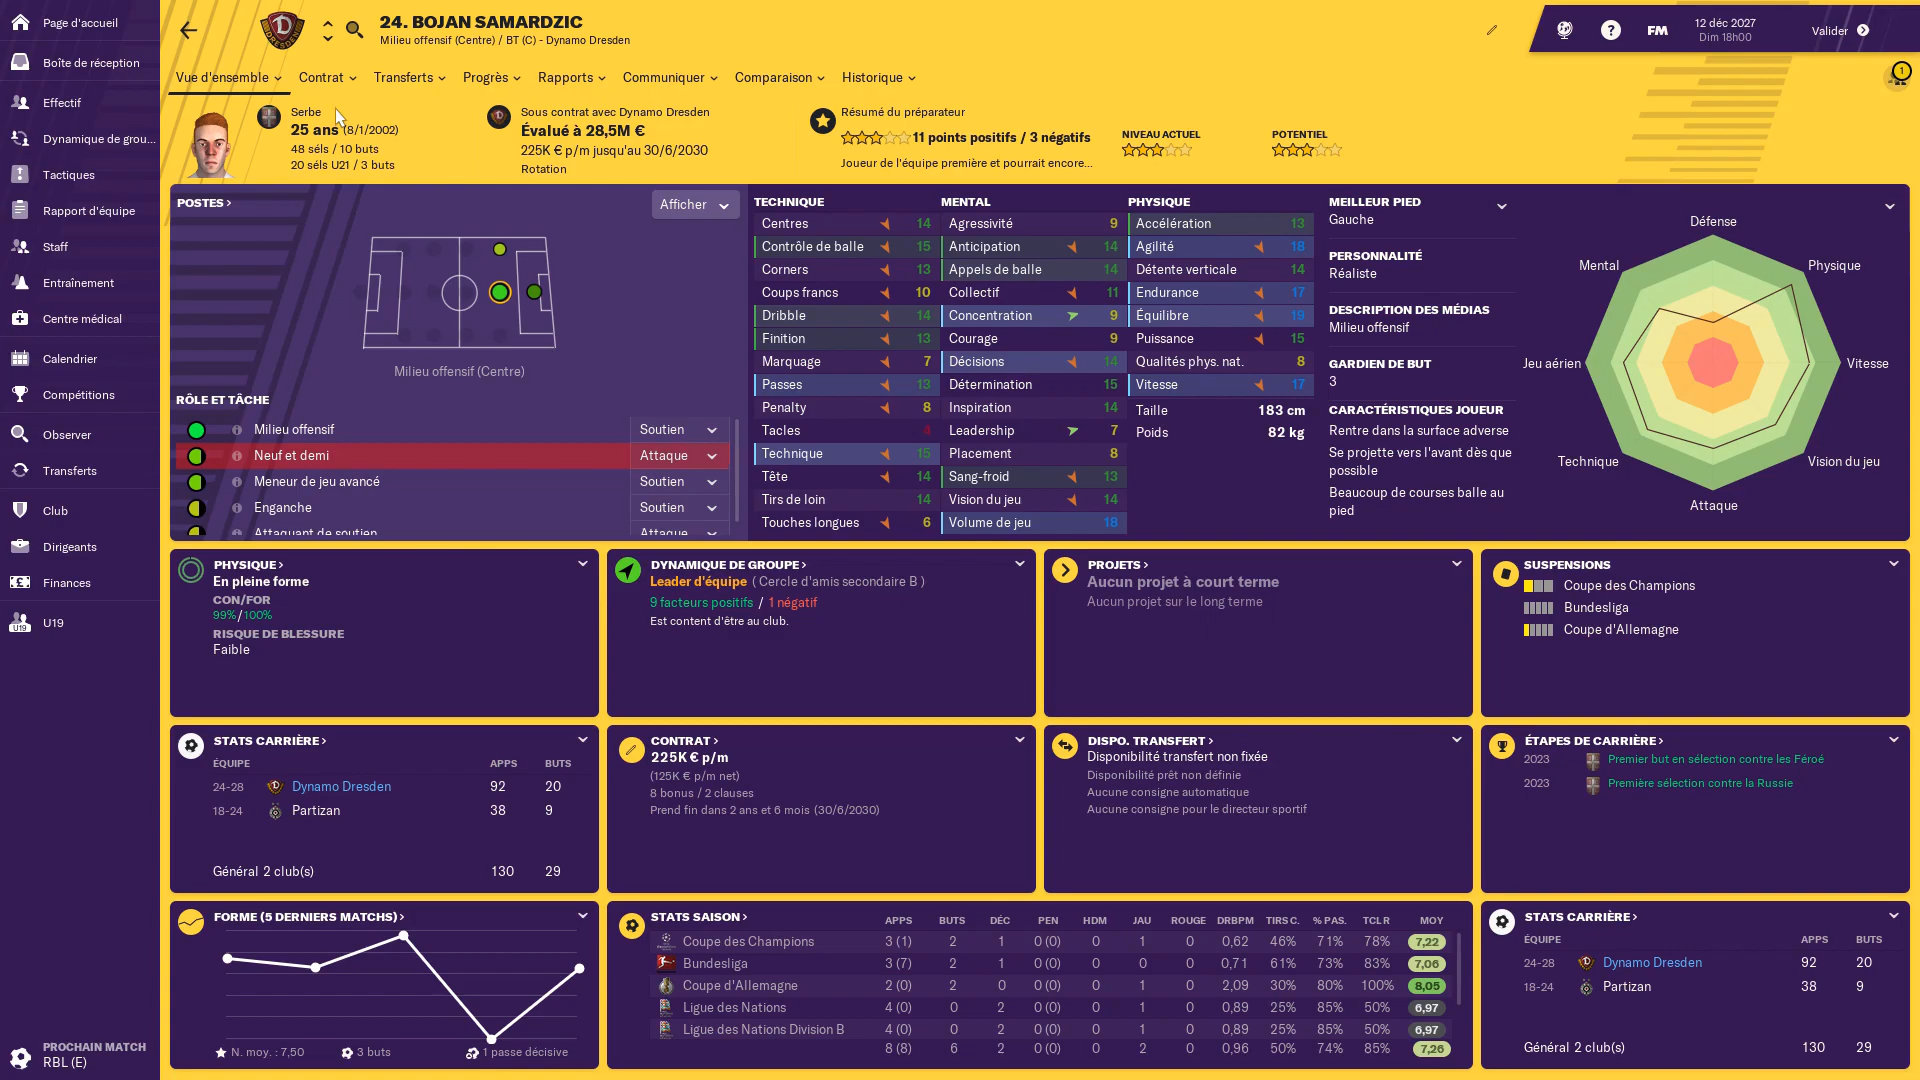 Page d'accueil
Boîte de réception
Effectif
Dynamique de grou...
Tactiques
Rapport d'équipe
Staff
Entraînement
Centre médical
Calendrier
Compétitions
Observer
Transferts
Club
Dirigeants
Finances
U19
U19
PROCHAIN MATCH
RBL (E)
24. BOJAN SAMARDZIC
Milieu offensif (Centre) / BT (C) - Dynamo Dresden
FM
12 déc 2027
Dim 18h00
Valider
1
Vue d'ensemble Contrat Transferts Progrès Rapports Communiquer Comparaison Historique
Serbe
25 ans (8/1/2002)
48 séls / 10 buts
20 séls U21 / 3 buts
Sous contrat avec Dynamo Dresden
Évalué à 28,5M €
225K € p/m jusqu'au 30/6/2030
Rotation
Résumé du préparateur
11 points positifs / 3 négatifs
Joueur de l'équipe première et pourrait encore...
NIVEAU ACTUEL
POTENTIEL
POSTES >
Afficher
Milieu offensif (Centre)
RÔLE ET TÂCHE
Milieu offensif Soutien
Neuf et demi Attaque
Meneur de jeu avancé Soutien
Enganche Soutien
Attaquant de soutien Attaque
TECHNIQUE
Centres 14
Contrôle de balle 15
Corners 13
Coups francs 10
Dribble 14
Finition 13
Marquage 7
Passes 13
Penalty 8
Tacles 4
Technique 15
Tête 14
Tirs de loin 14
Touches longues 6
MENTAL
Agressivité 9
Anticipation 14
Appels de balle 14
Collectif 11
Concentration 9
Courage 9
Décisions 14
Détermination 15
Inspiration 14
Leadership 7
Placement 8
Sang-froid 13
Vision du jeu 14
Volume de jeu 18
PHYSIQUE
Accélération 13
Agilité 18
Détente verticale 14
Endurance 17
Équilibre 19
Puissance 15
Qualités phys. nat. 8
Vitesse 17
Taille 183 cm
Poids 82 kg
MEILLEUR PIED
Gauche
PERSONNALITÉ
Réaliste
DESCRIPTION DES MÉDIAS
Milieu offensif
GARDIEN DE BUT
3
CARACTÉRISTIQUES JOUEUR
Rentre dans la surface adverse
Se projette vers l'avant dès que
possible
Beaucoup de courses balle au
pied
Défense
Mental
Physique
Jeu aérien
Vitesse
Technique
Vision du jeu
Attaque
PHYSIQUE >
En pleine forme
CON/FOR
99%/100%
RISQUE DE BLESSURE
Faible
DYNAMIQUE DE GROUPE >
Leader d'équipe ( Cercle d'amis secondaire B )
9 facteurs positifs / 1 négatif
Est content d'être au club.
PROJETS >
Aucun projet à court terme
Aucun projet sur le long terme
SUSPENSIONS
Coupe des Champions
Bundesliga
Coupe d'Allemagne
STATS CARRIÈRE >
ÉQUIPE APPS BUTS
24-28 Dynamo Dresden 92 20
18-24 Partizan 38 9
Général 2 club(s) 130 29
CONTRAT >
225K € p/m
(125K € p/m net)
8 bonus / 2 clauses
Prend fin dans 2 ans et 6 mois (30/6/2030)
DISPO. TRANSFERT >
Disponibilité transfert non fixée
Disponibilité prêt non définie
Aucune consigne automatique
Aucune consigne pour le directeur sportif
ÉTAPES DE CARRIÈRE >
2023 Premier but en sélection contre les Féroé
2023 Première sélection contre la Russie
FORME (5 DERNIERS MATCHS) >
N. moy. : 7,50 3 buts 1 passe décisive
STATS SAISON > APPS BUTS DÉC PEN HDM JAU ROUGE DRBPM TIRS C. % PAS. TCL R MOY
Coupe des Champions 3 (1) 2 1 0 (0) 0 1 0 0,62 46% 71% 78% 7,22
Bundesliga 3 (7) 2 1 0 (0) 0 0 0 0,71 61% 73% 83% 7,06
Coupe d'Allemagne 2 (0) 2 0 0 (0) 0 1 0 2,09 30% 80% 100% 8,05
Ligue des Nations 4 (0) 0 2 0 (0) 0 1 0 0,89 25% 85% 50% 6,97
Ligue des Nations Division B 4 (0) 0 2 0 (0) 0 1 0 0,89 25% 85% 50% 6,97
8 (8) 6 2 0 (0) 0 2 0 0,96 50% 74% 85% 7,26
STATS CARRIÈRE >
ÉQUIPE APPS BUTS
24-28 Dynamo Dresden 92 20
18-24 Partizan 38 9
Général 2 club(s) 130 29